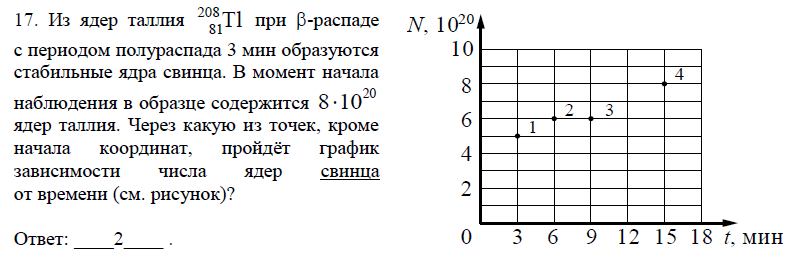 17. Из ядер таллия ²⁰⁸₈₁Tl при β-распаде
с периодом полураспада 3 мин образуются
стабильные ядра свинца. В момент начала
наблюдения в образце содержится 8·10²⁰
ядер таллия. Через какую из точек, кроме
начала координат, пройдёт график
зависимости числа ядер свинца
от времени (см. рисунок)?
Ответ: ____2____ .
N, 10²⁰
10
8
6
4
2
0 3 6 9 12 15 18 t, мин
1
2
3
4